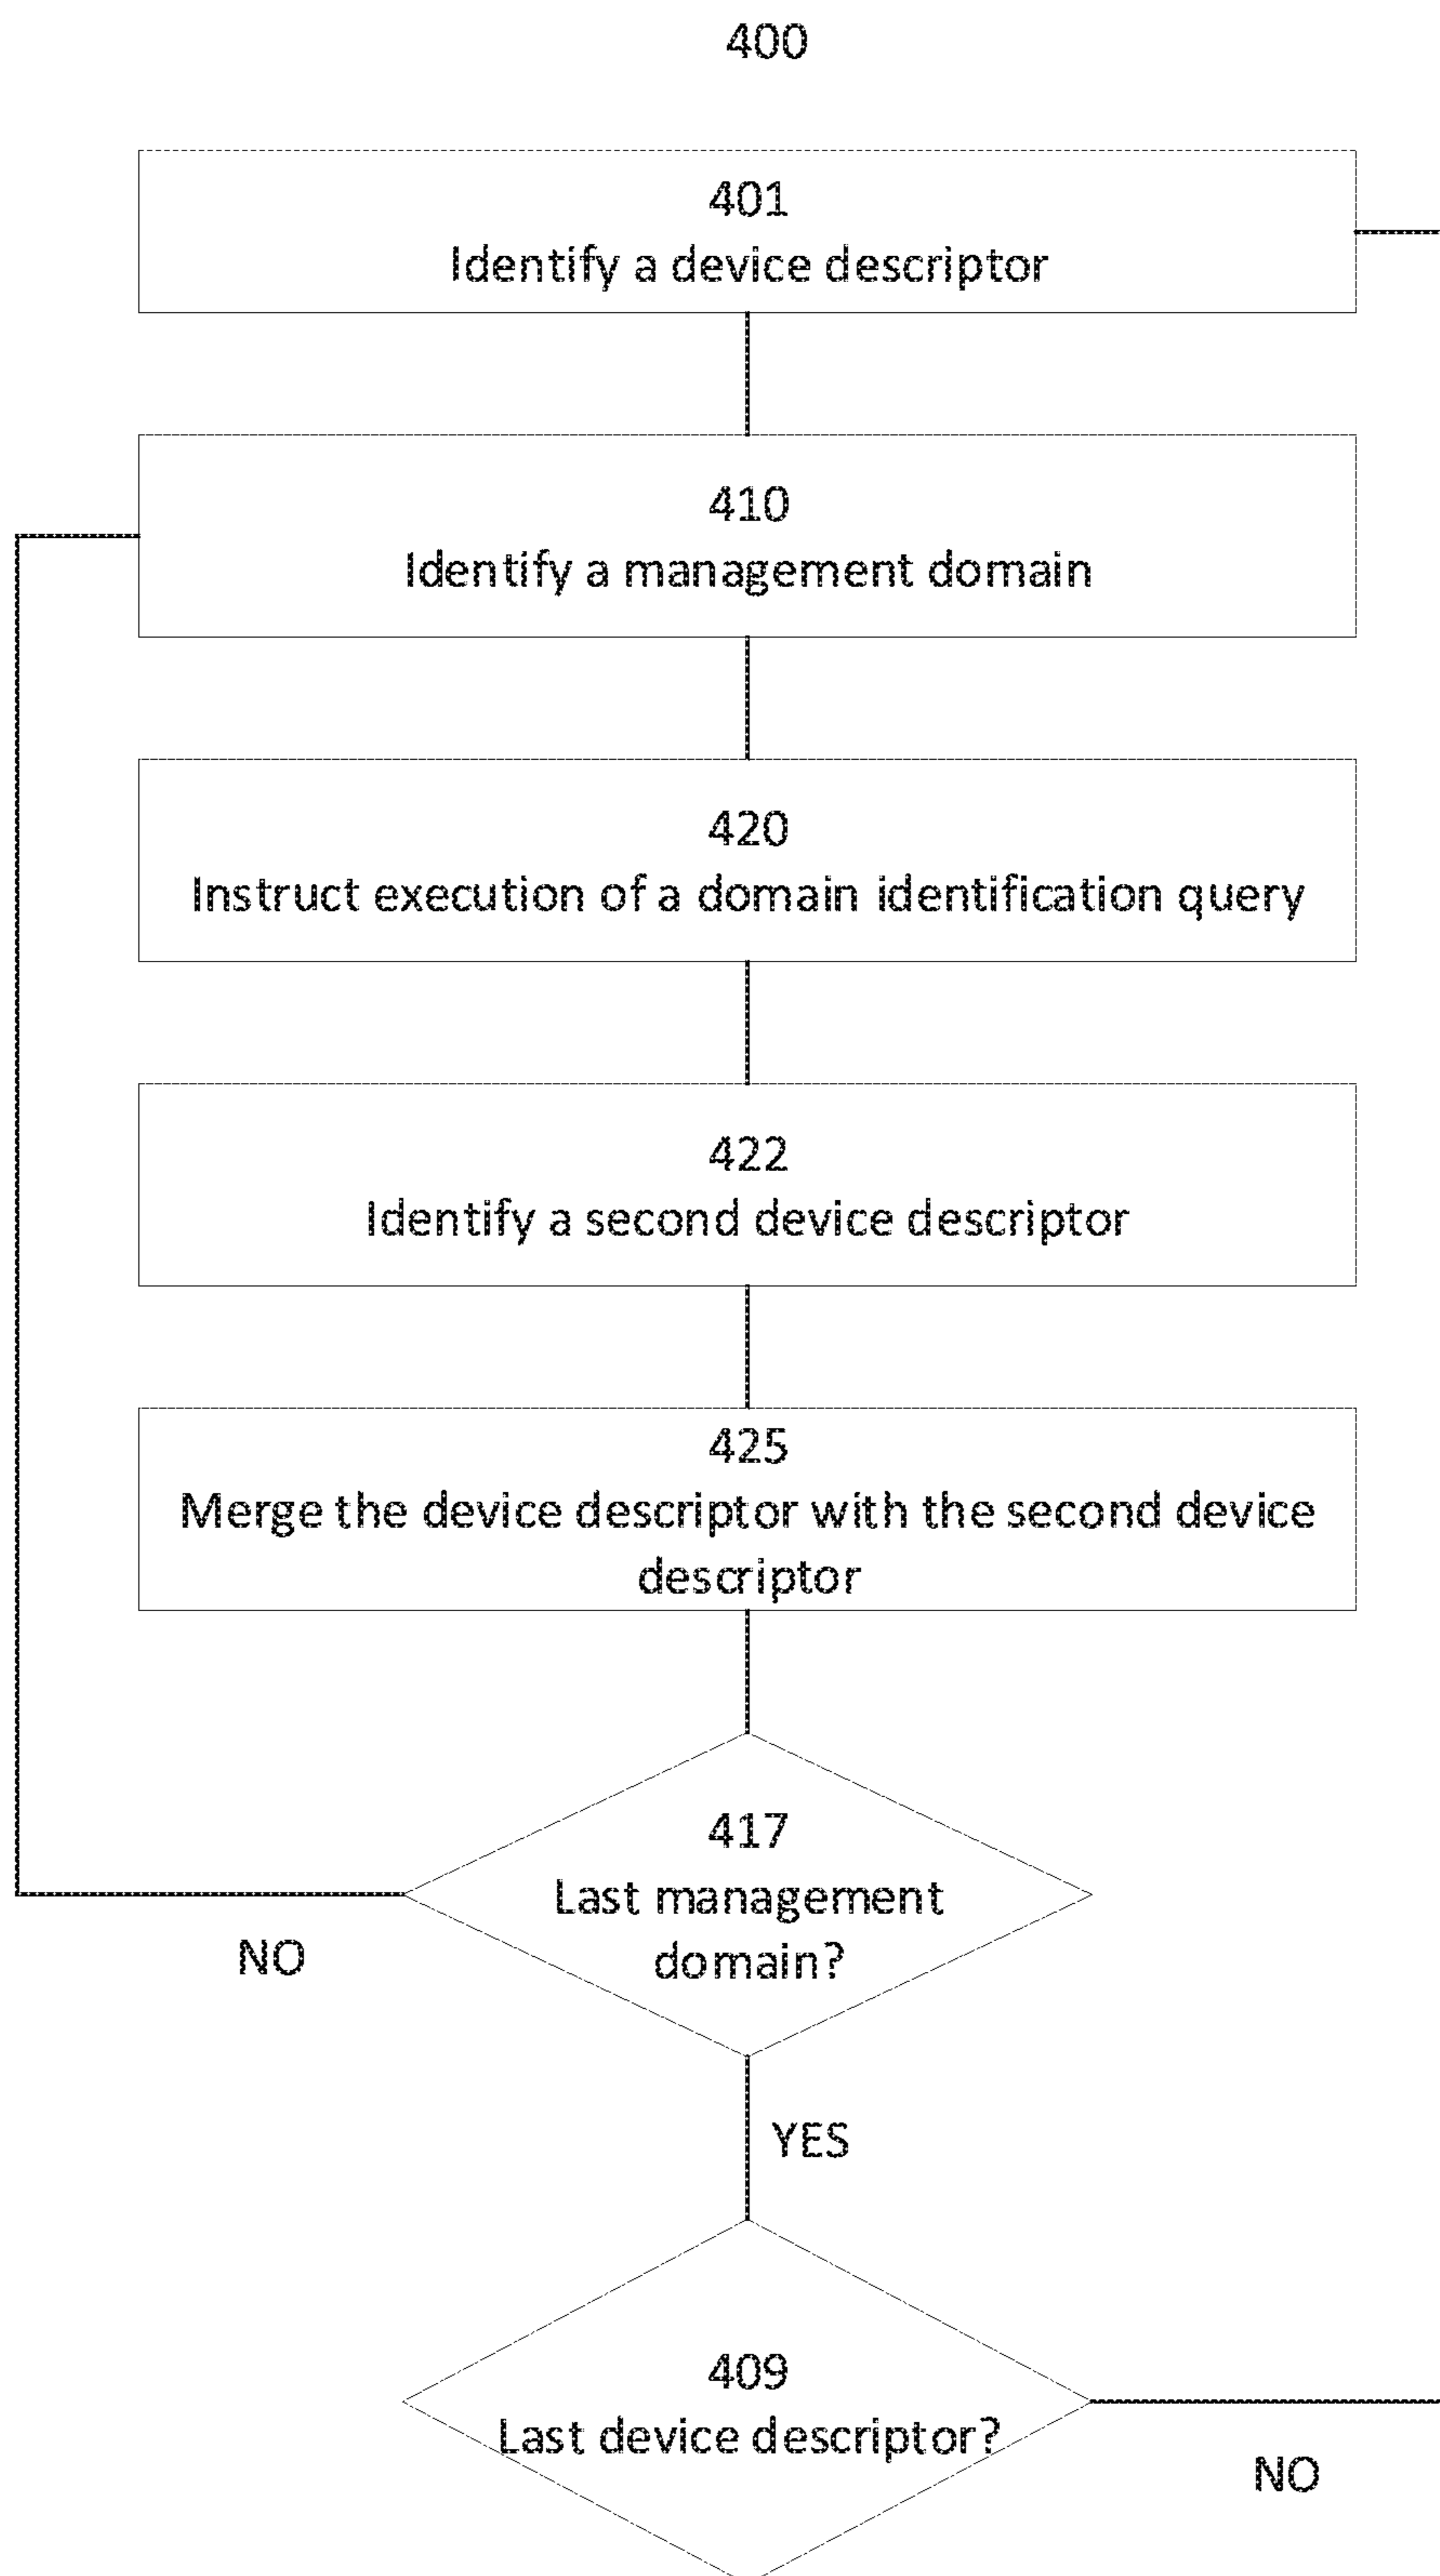 400
401
Identify a device descriptor
410
Identify a management domain
420
Instruct execution of a domain identification query
422
Identify a second device descriptor
425
Merge the device descriptor with the second device
descriptor
417
Last management
domain?
NO
YES
409
Last device descriptor?
NO